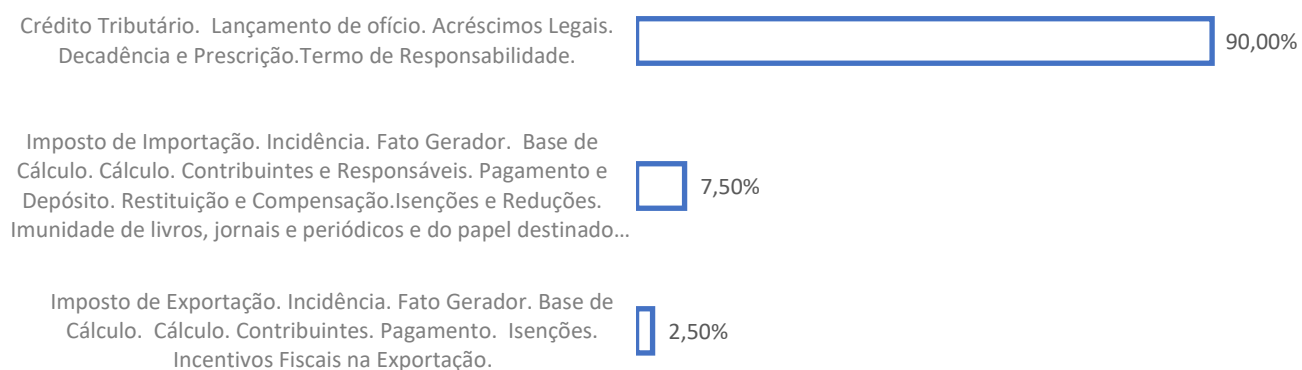 Crédito Tributário.  Lançamento de ofício. Acréscimos Legais.
Decadência e Prescrição.Termo de Responsabilidade.
90,00%
Imposto de Importação. Incidência. Fato Gerador.  Base de
Cálculo. Cálculo. Contribuintes e Responsáveis. Pagamento e
Depósito. Restituição e Compensação.Isenções e Reduções.
Imunidade de livros, jornais e periódicos e do papel destinado…
7,50%
Imposto de Exportação. Incidência. Fato Gerador. Base de
Cálculo.  Cálculo. Contribuintes. Pagamento.  Isenções.
Incentivos Fiscais na Exportação.
2,50%